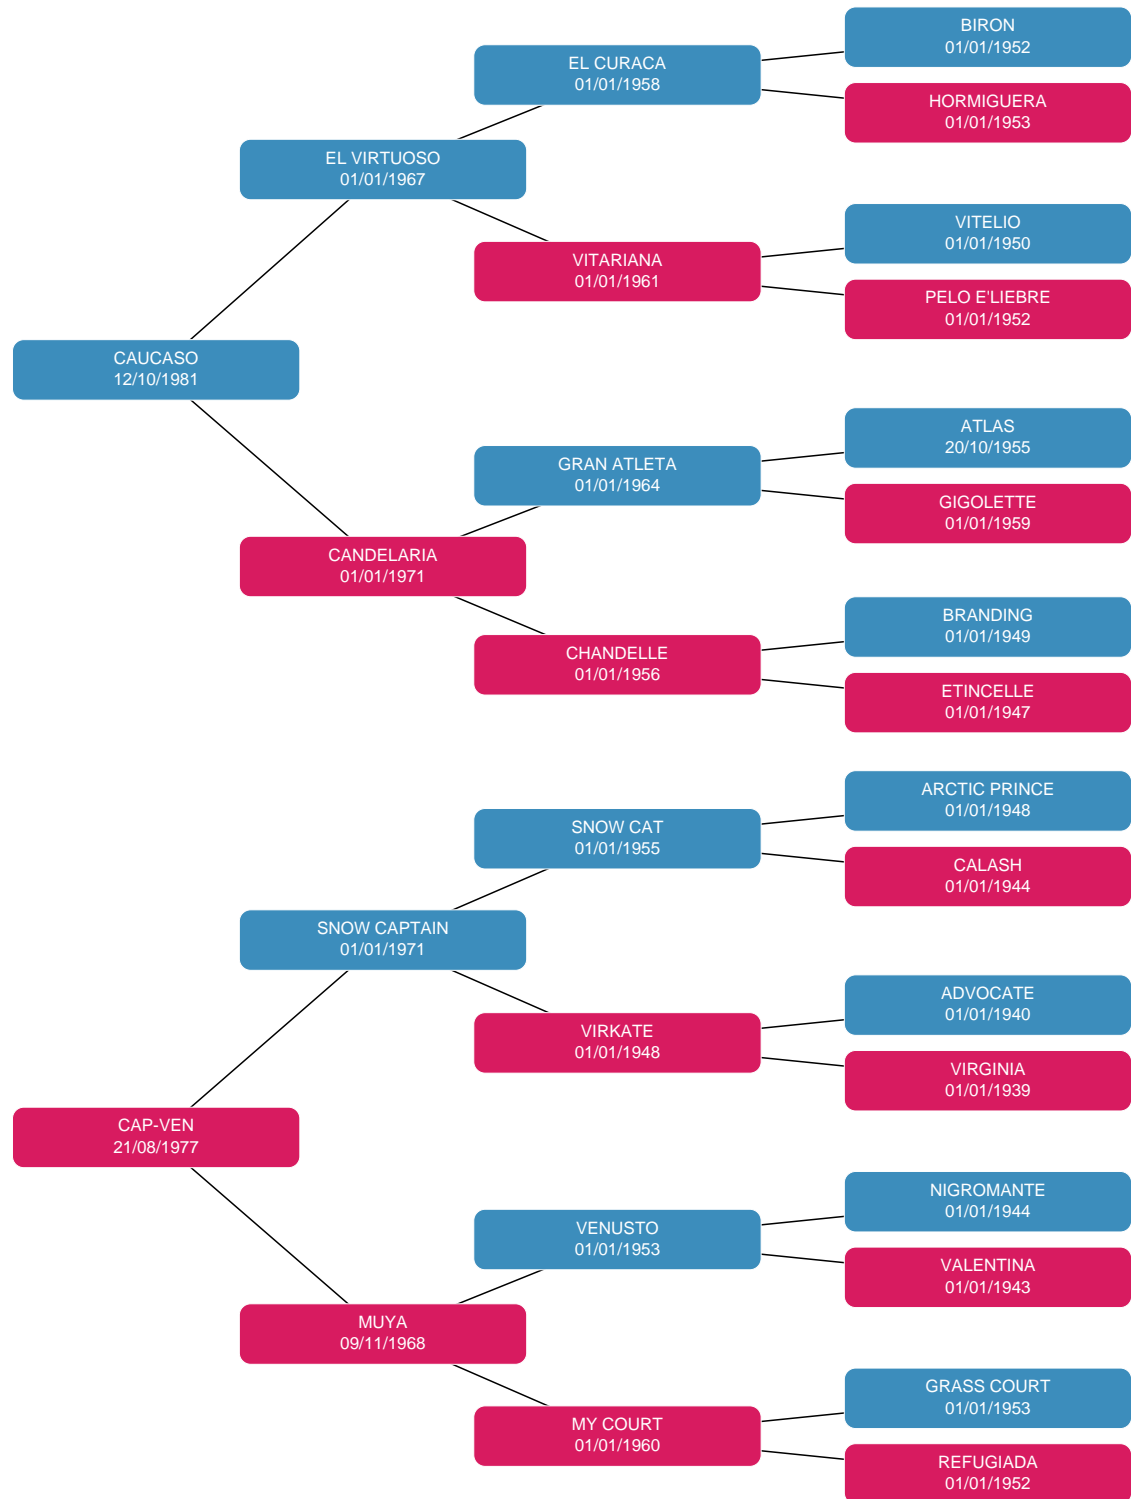 BIRON
01/01/1952
EL CURACA
01/01/1958
HORMIGUERA
01/01/1953
EL VIRTUOSO
01/01/1967
VITELIO
01/01/1950
VITARIANA
01/01/1961
PELO E'LIEBRE
01/01/1952
CAUCASO
12/10/1981
ATLAS
20/10/1955
GRAN ATLETA
01/01/1964
GIGOLETTE
01/01/1959
CANDELARIA
01/01/1971
BRANDING
01/01/1949
CHANDELLE
01/01/1956
ETINCELLE
01/01/1947
ARCTIC PRINCE
01/01/1948
SNOW CAT
01/01/1955
CALASH
01/01/1944
SNOW CAPTAIN
01/01/1971
ADVOCATE
01/01/1940
VIRKATE
01/01/1948
VIRGINIA
01/01/1939
CAP-VEN
21/08/1977
NIGROMANTE
01/01/1944
VENUSTO
01/01/1953
VALENTINA
01/01/1943
MUYA
09/11/1968
GRASS COURT
01/01/1953
MY COURT
01/01/1960
REFUGIADA
01/01/1952